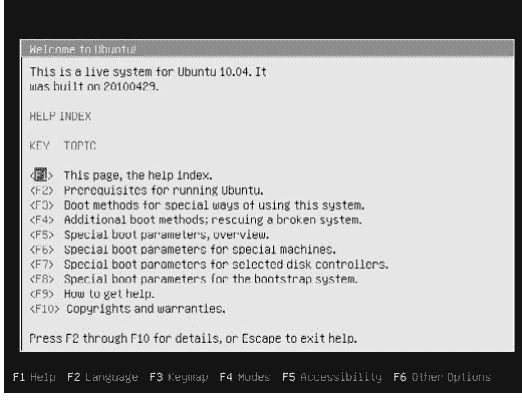 Welcome to Ubuntu!
This is a live system for Ubuntu 10.04. It
was built on 20100429.
HELP INDEX
KEY TOPIC
<F1> This page, the help index.
<F2> Prerequisites for running Ubuntu.
<F3> Boot methods for special ways of using this system.
<F4> Additional boot methods; rescuing a broken system.
<F5> Special boot parameters, overview.
<F6> Special boot parameters for special machines.
<F7> Special boot parameters for selected disk controllers.
<F8> Special boot parameters for the bootstrap system.
<F9> How to get help.
<F10> Copyrights and warranties.
Press F2 through F10 for details, or Escape to exit help.
F1 Help F2 Language F3 Keymap F4 Modes F5 Accessibility F6 Other Options